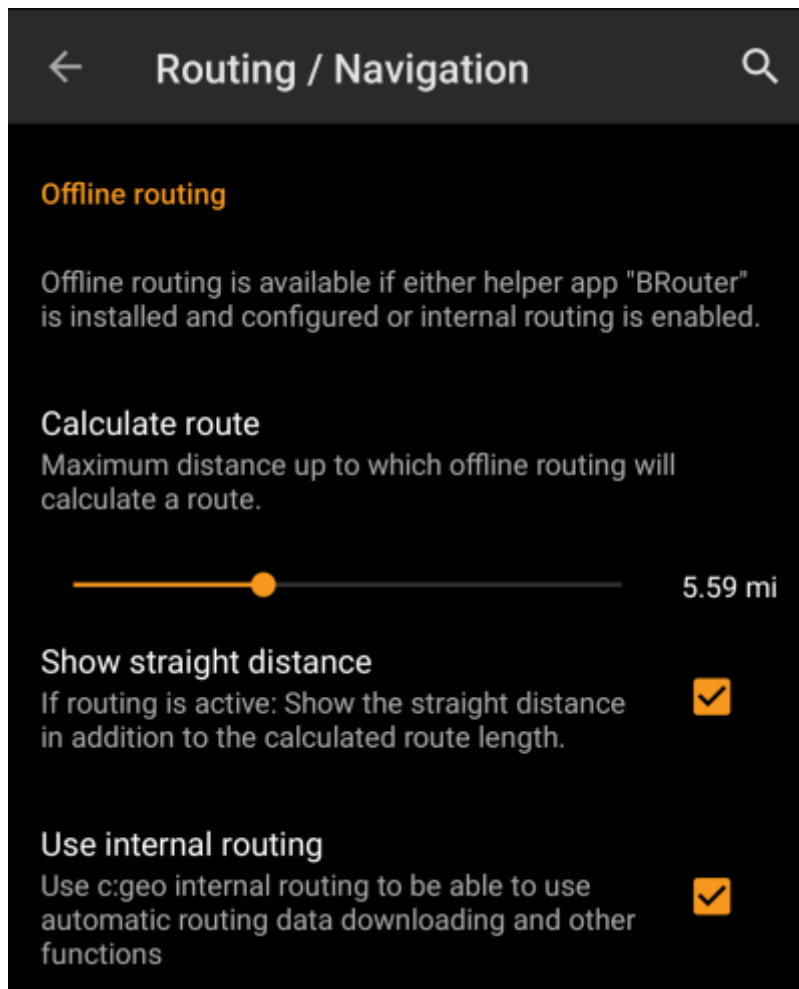 Routing / Navigation
Offline routing
Offline routing is available if either helper app "BRouter"
is installed and configured or internal routing is enabled.
Calculate route
Maximum distance up to which offline routing will
calculate a route.
5.59 mi
Show straight distance
If routing is active: Show the straight distance
in addition to the calculated route length.
Use internal routing
Use c:geo internal routing to be able to use
automatic routing data downloading and other
functions